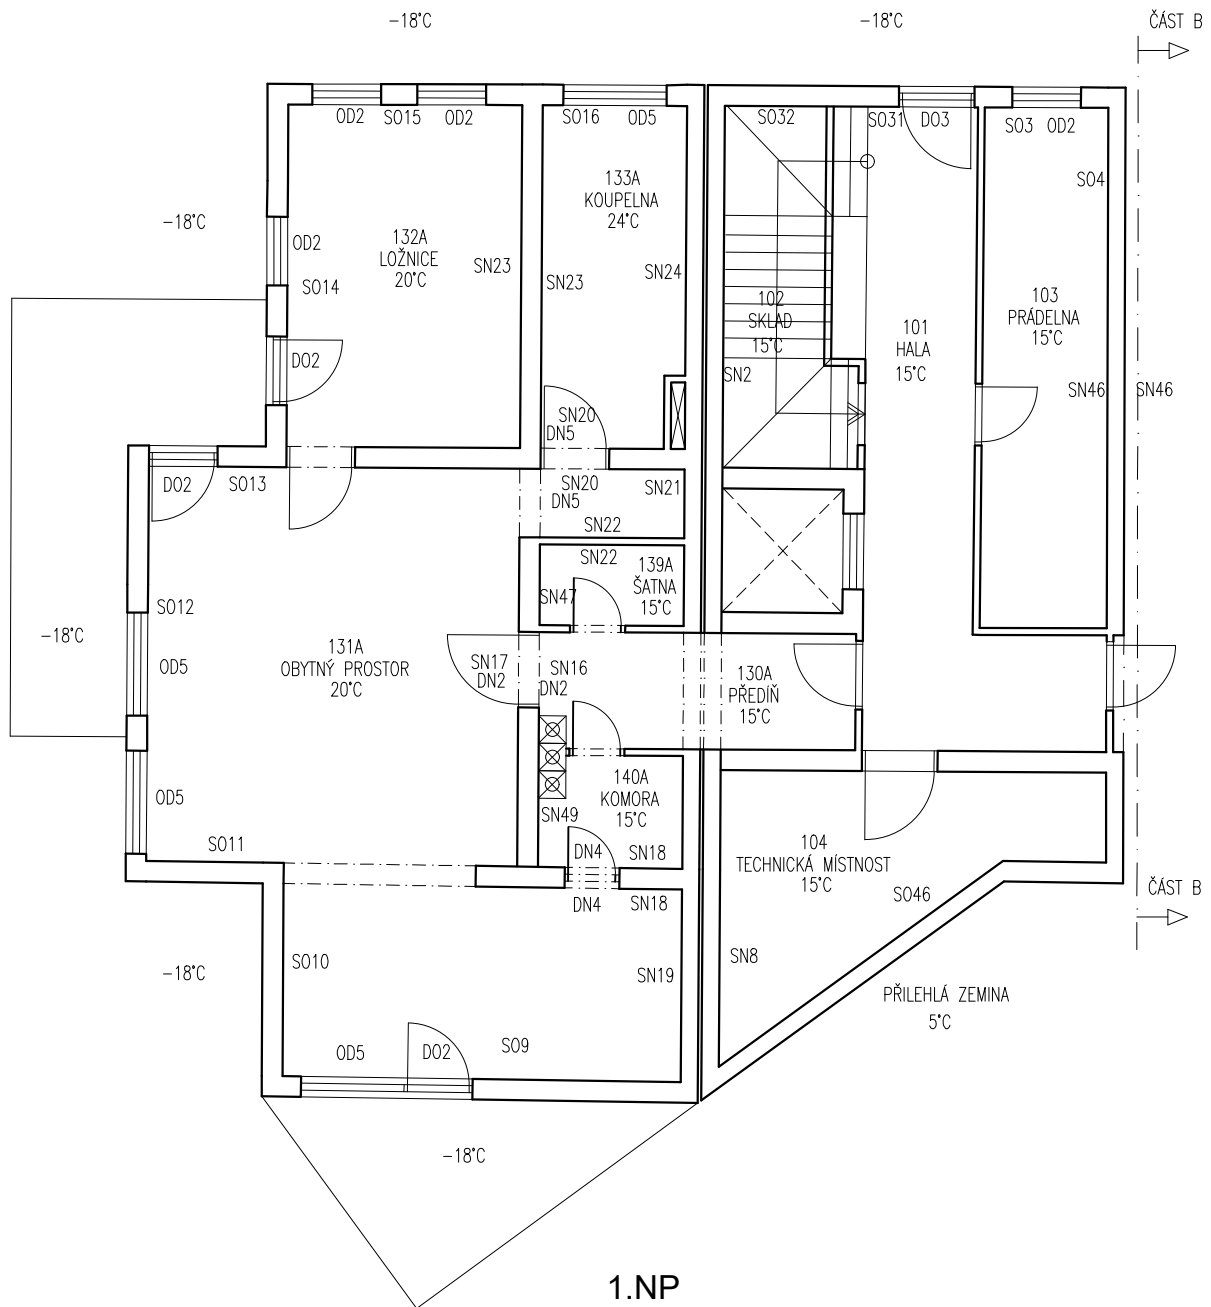 -18°C
-18°C
ČÁST B
OD2
SO15
OD2
SO16
OD5
SO32
SO31
DO3
SO3
OD2
133A
KOUPELNA
24°C
SO4
-18°C
132A
LOŽNICE
20°C
OD2
SO14
SN23
SN23
SN24
102
SKLAD
15°C
101
HALA
15°C
103
PRÁDELNA
15°C
DO2
SN2
SN46
SN46
SN20
DN5
DO2
SO13
SN20
DN5
SN21
SN22
SN22
139A
ŠATNA
15°C
SN47
SO12
-18°C
OD5
131A
OBYTNÝ PROSTOR
20°C
SN17
DN2
SN16
DN2
130A
PŘEDÍŇ
15°C
OD5
140A
KOMORA
15°C
SN49
SO11
DN4
SN18
DN4
SN18
104
TECHNICKÁ MÍSTNOST
15°C
SO46
ČÁST B
-18°C
SO10
SN19
SN8
PŘILEHLÁ ZEMINA
5°C
OD5
DO2
SO9
-18°C
1.NP